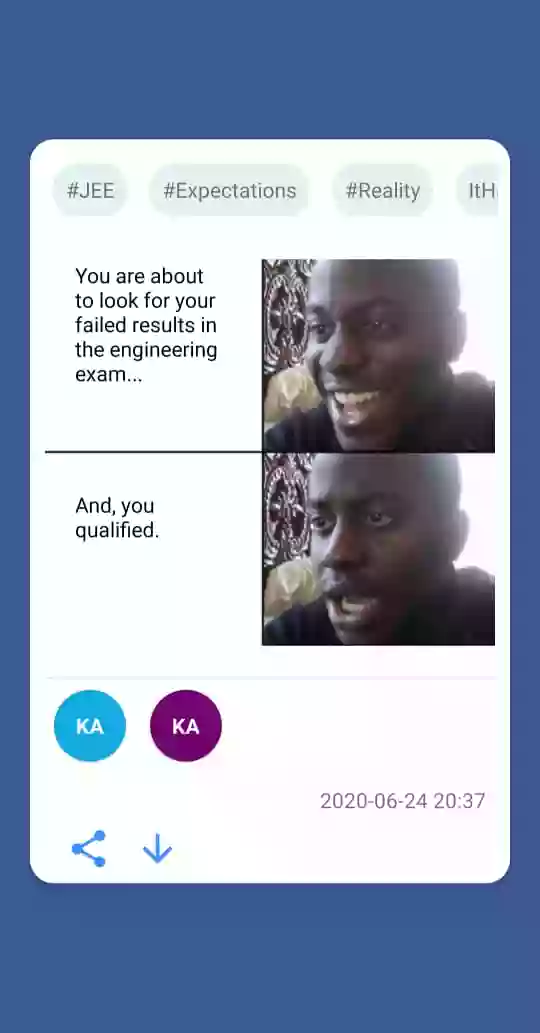 #JEE #Expectations #Reality ItH
You are about
to look for your
failed results in
the engineering
exam...
And, you
qualified.
KA KA
2020-06-24 20:37